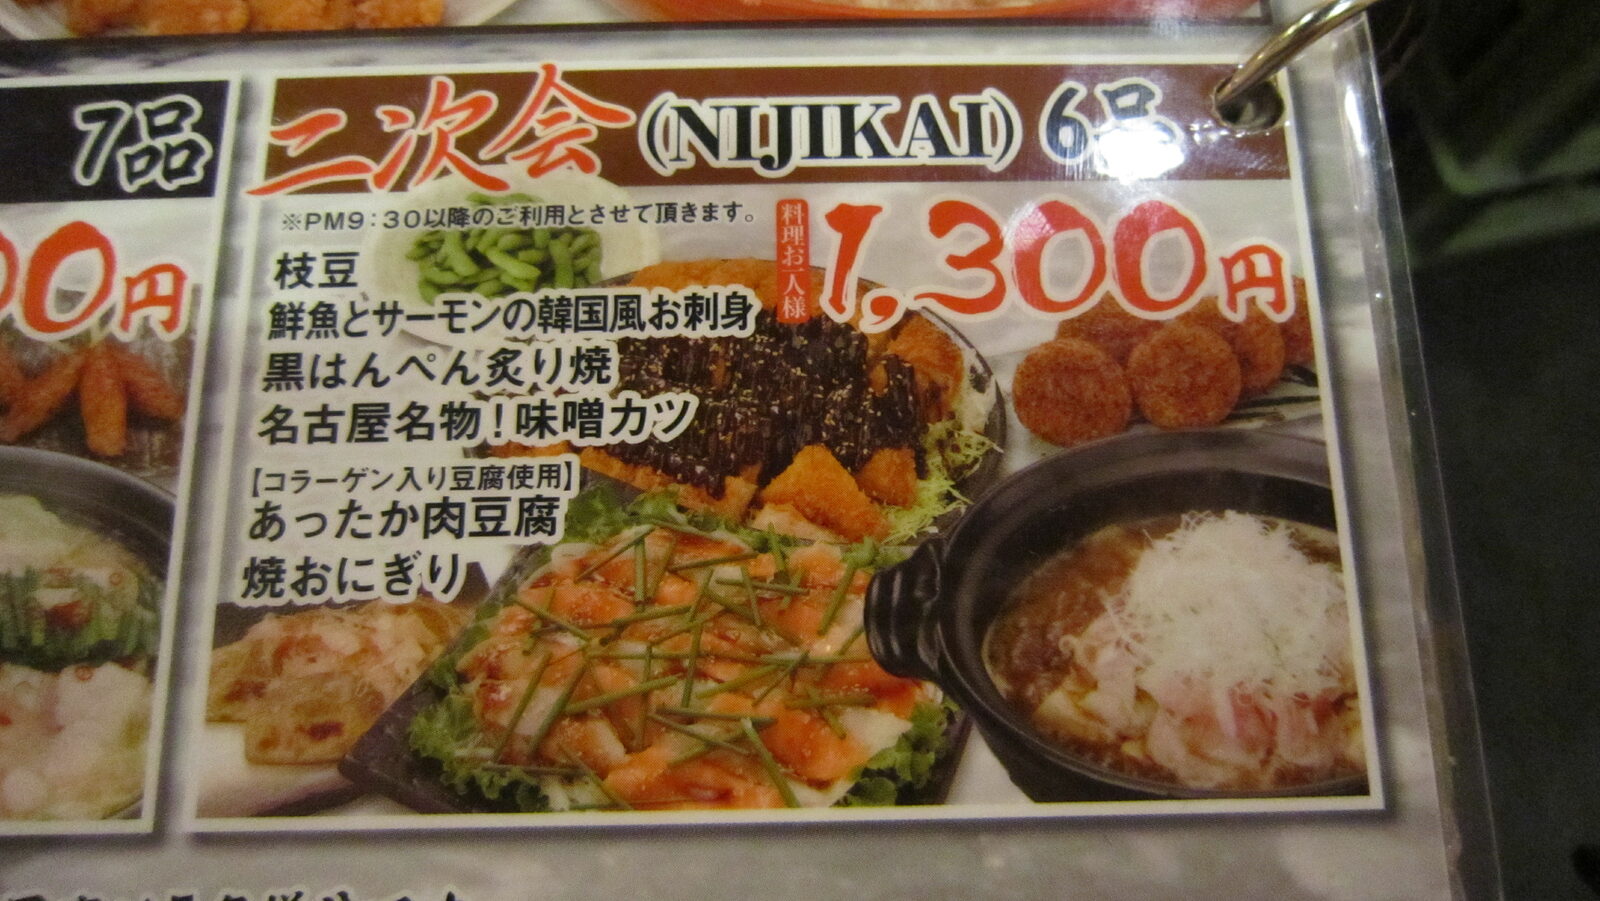 7品
00円
二次会(NIJIKAI) 6品
※PM9:30以降のご利用とさせて頂きます。
料理お一人様
1,300円
枝豆
鮮魚とサーモンの韓国風お刺身
黒はんぺん炙り焼
名古屋名物!味噌カツ
【コラーゲン入り豆腐使用】
あったか肉豆腐
焼おにぎり